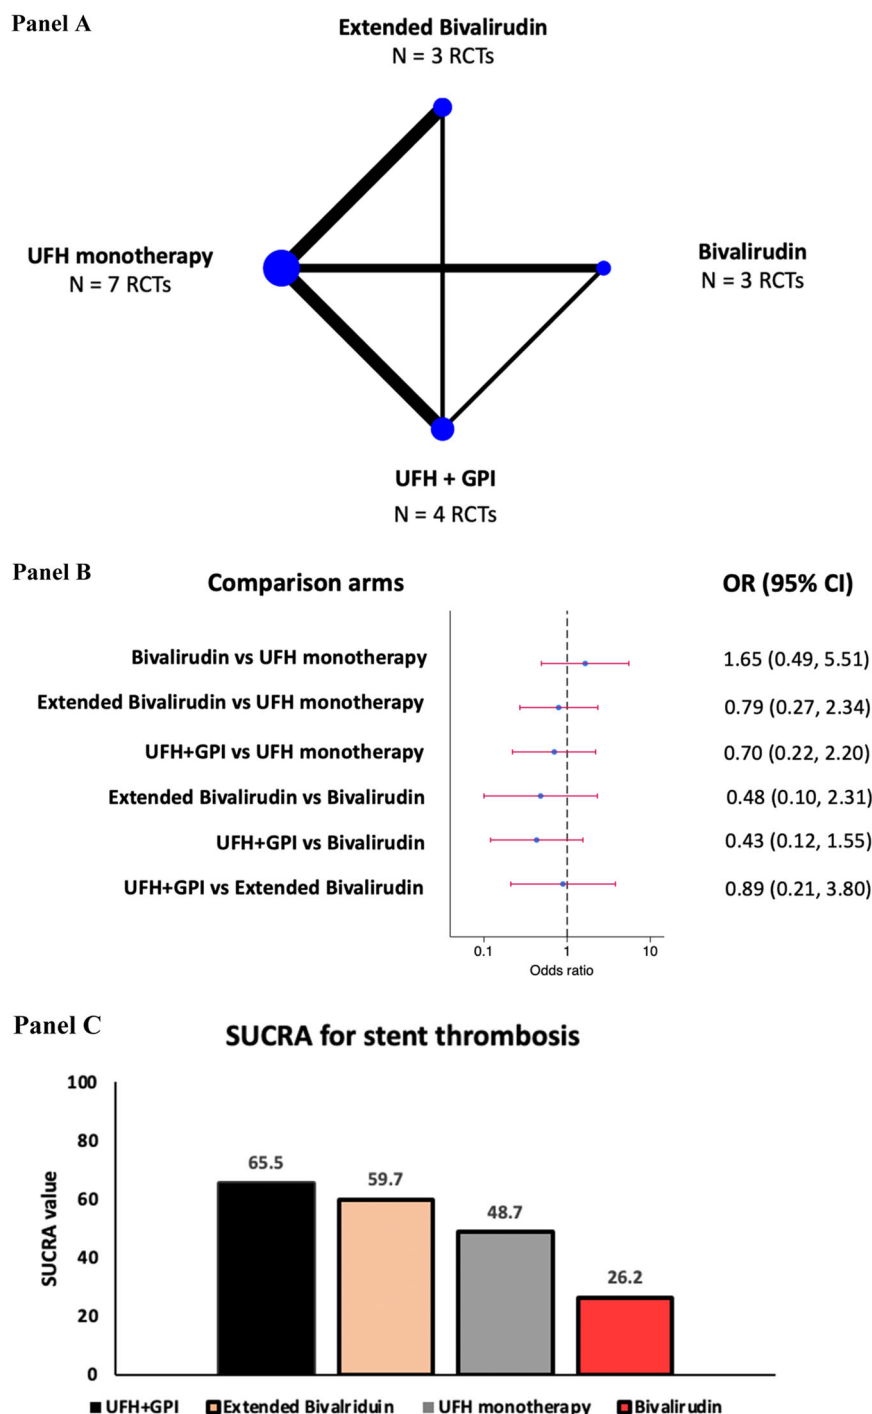 Panel A
Extended Bivalirudin
N = 3 RCTs
UFH monotherapy
N = 7 RCTs
Bivalirudin
N = 3 RCTs
UFH + GPI
N = 4 RCTs
Panel B
Comparison arms
OR (95% CI)
Bivalirudin vs UFH monotherapy
1.65 (0.49, 5.51)
Extended Bivalirudin vs UFH monotherapy
0.79 (0.27, 2.34)
UFH+GPI vs UFH monotherapy
0.70 (0.22, 2.20)
Extended Bivalirudin vs Bivalirudin
0.48 (0.10, 2.31)
UFH+GPI vs Bivalirudin
0.43 (0.12, 1.55)
UFH+GPI vs Extended Bivalirudin
0.89 (0.21, 3.80)
0.1 1 10
Odds ratio
Panel C
SUCRA for stent thrombosis
SUCRA value
100
80
60
40
20
0
65.5
59.7
48.7
26.2
UFH+GPI Extended Bivalriduin UFH monotherapy Bivalirudin